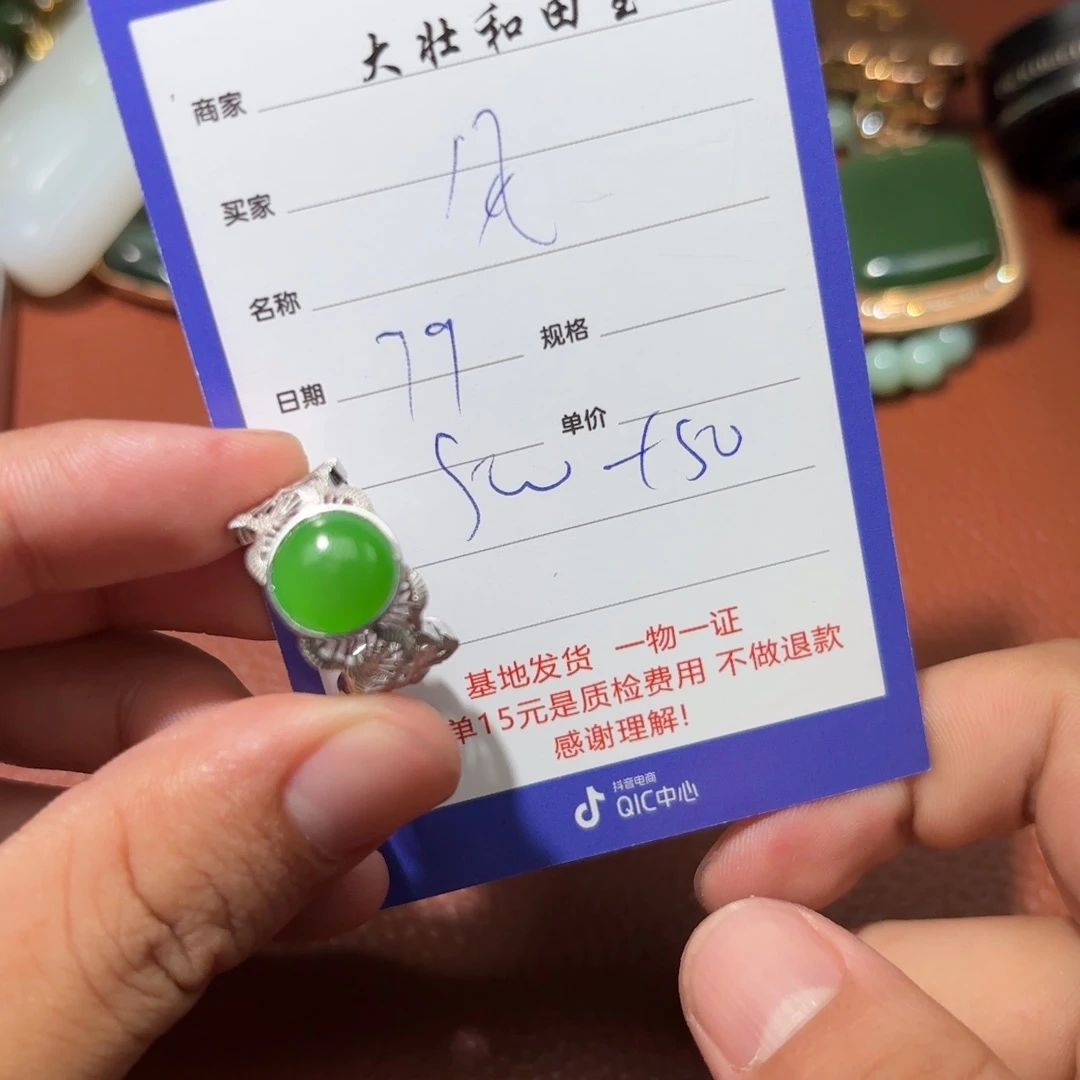 大壮和田玉
商家
买家
名称
日期 79 规格
单价
500 +50
基地发货 一物一证
单15元是质检费用 不做退款
感谢理解!
抖音电商
QIC中心